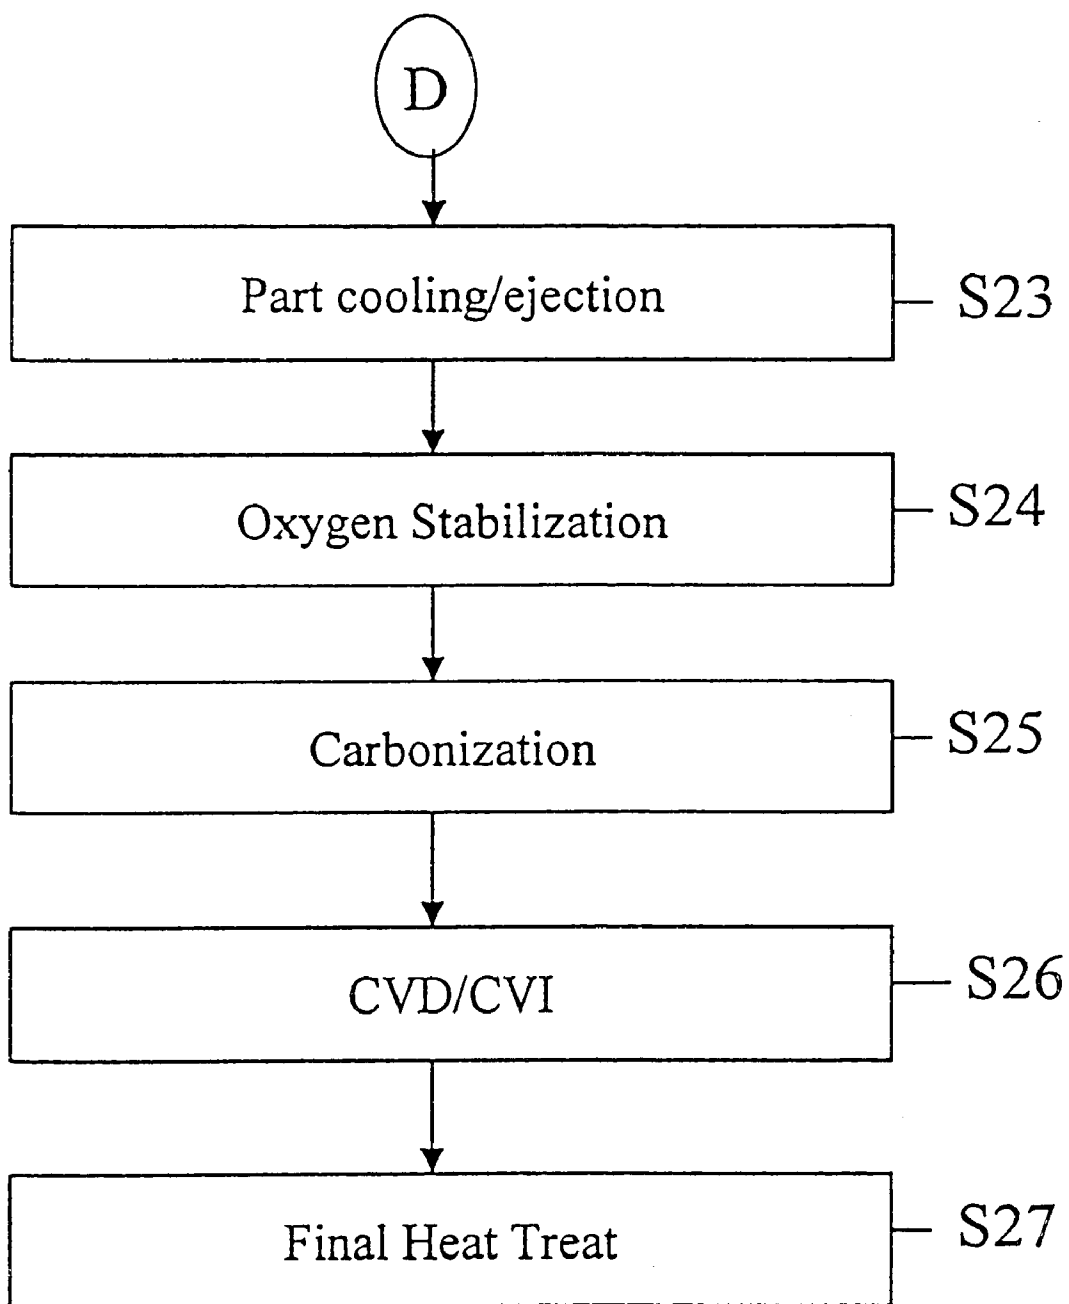 D
Part cooling/ejection
S23
Oxygen Stabilization
S24
Carbonization
S25
CVD/CVI
S26
Final Heat Treat
S27